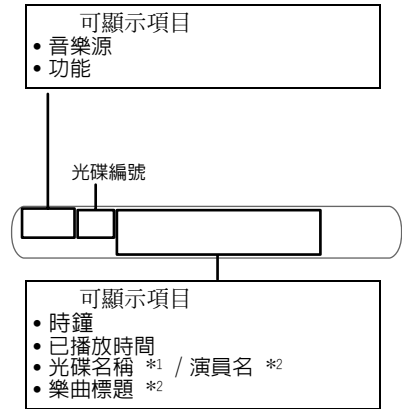 可顯示項目
• 音樂源
• 功能
光碟編號
可顯示項目
• 時鐘
• 已播放時間
• 光碟名稱 *1 / 演員名 *2
• 樂曲標題 *2